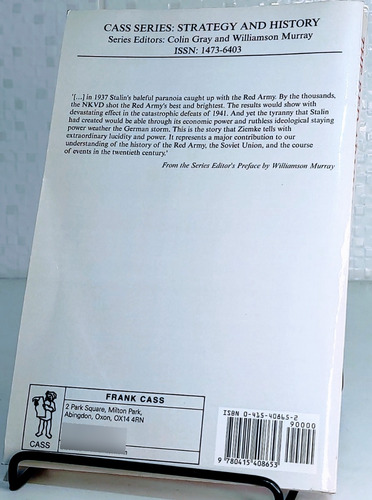 CASS SERIES: STRATEGY AND HISTORY
Series Editors: Colin Gray and Williamson Murray
ISSN: 1473-6403
'[...] in 1937 Stalin's baleful paranoia caught up with the Red Army. By the thousands,
the NKVD shot the Red Army's best and brightest. The results would show with
devastating effect in the catastrophic defeats of 1941. And yet the tyranny that Stalin
had created would be able through its economic power and ruthless ideological staying
power weather the German storm. This is the story that Ziemke tells with
extraordinary lucidity and power. It represents a major contribution to our
understanding of the history of the Red Army, the Soviet Union, and the course
of events in the twentieth century.'
From the Series Editor's Preface by Williamson Murray
FRANK CASS
2 Park Square, Milton Park,
Abingdon, Oxon, OX14 4RN
CASS
ISBN 0-415-40865-2
90000
9 780415 408653